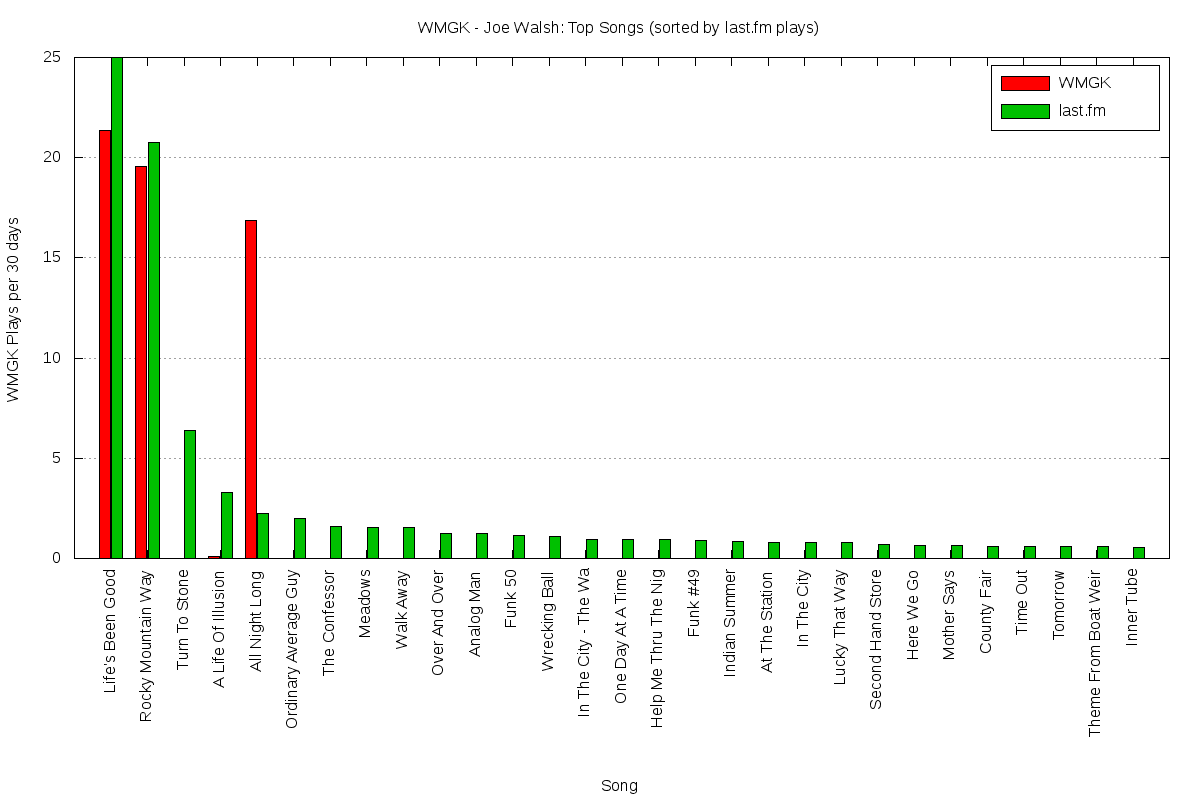 WMGK - Joe Walsh: Top Songs (sorted by last.fm plays)
WMGK
last.fm
WMGK Plays per 30 days
25
20
15
10
5
0
Life's Been Good
Rocky Mountain Way
Turn To Stone
A Life Of Illusion
All Night Long
Ordinary Average Guy
The Confessor
Meadows
Walk Away
Over And Over
Analog Man
Funk 50
Wrecking Ball
In The City - The Wa
One Day At A Time
Help Me Thru The Nig
Funk #49
Indian Summer
At The Station
In The City
Lucky That Way
Second Hand Store
Here We Go
Mother Says
County Fair
Time Out
Tomorrow
Theme From Boat Weir
Inner Tube
Song